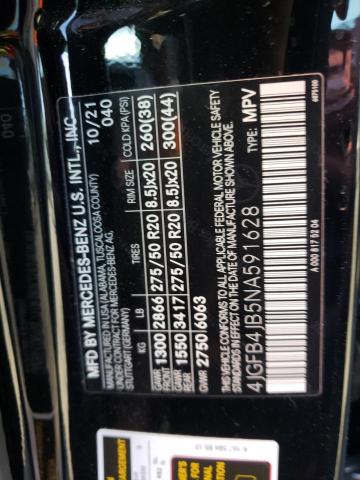 MFD BY MERCEDES-BENZ U.S. INTL., INC.
MANUFACTURED IN USA (ALABAMA, TUSCALOOSA COUNTY) 10/21
UNDER CONTRACT FOR MERCEDES-BENZ AG, 040
STUTTGART (GERMANY)
KG LB TIRES RIM SIZE COLD KPA (PSI)
GAWR FRONT 1300 2866 275/50 R20 8.5Jx20 260(38)
GAWR REAR 1550 3417 275/50 R20 8.5Jx20 300(44)
GVWR 2750 6063
THIS VEHICLE CONFORMS TO ALL APPLICABLE FEDERAL MOTOR VEHICLE SAFETY
STANDARDS IN EFFECT ON THE DATE OF MANUFACTURE SHOWN ABOVE.
4JGFB4JB5NA591628 MPV
A 000 817 52 04